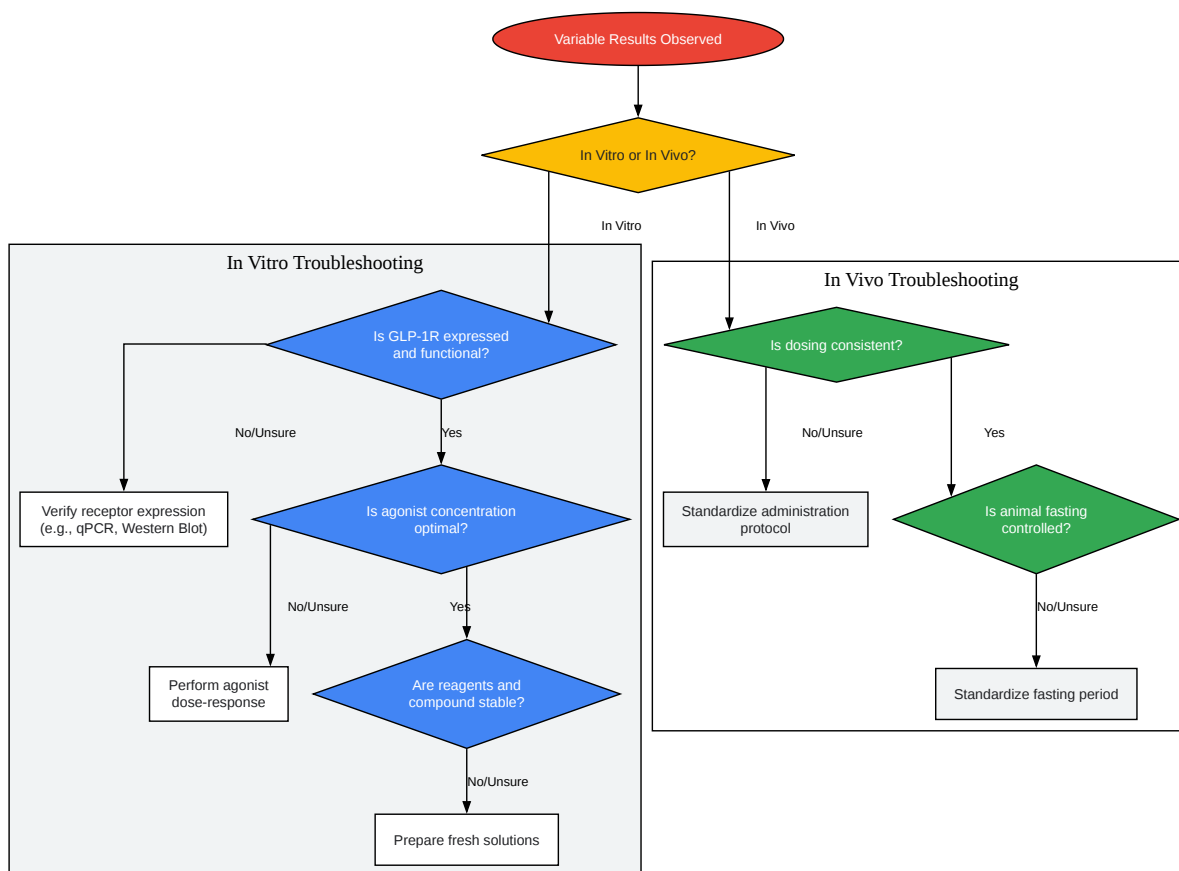 Variable Results Observed
In Vitro or In Vivo?
In Vitro
In Vivo
In Vitro Troubleshooting
Is GLP-1R expressed
and functional?
No/Unsure
Yes
Verify receptor expression
(e.g., qPCR, Western Blot)
Is agonist concentration
optimal?
No/Unsure
Yes
Perform agonist
dose-response
Are reagents and
compound stable?
No/Unsure
Prepare fresh solutions
In Vivo Troubleshooting
Is dosing consistent?
No/Unsure
Yes
Standardize administration
protocol
Is animal fasting
controlled?
No/Unsure
Standardize fasting period